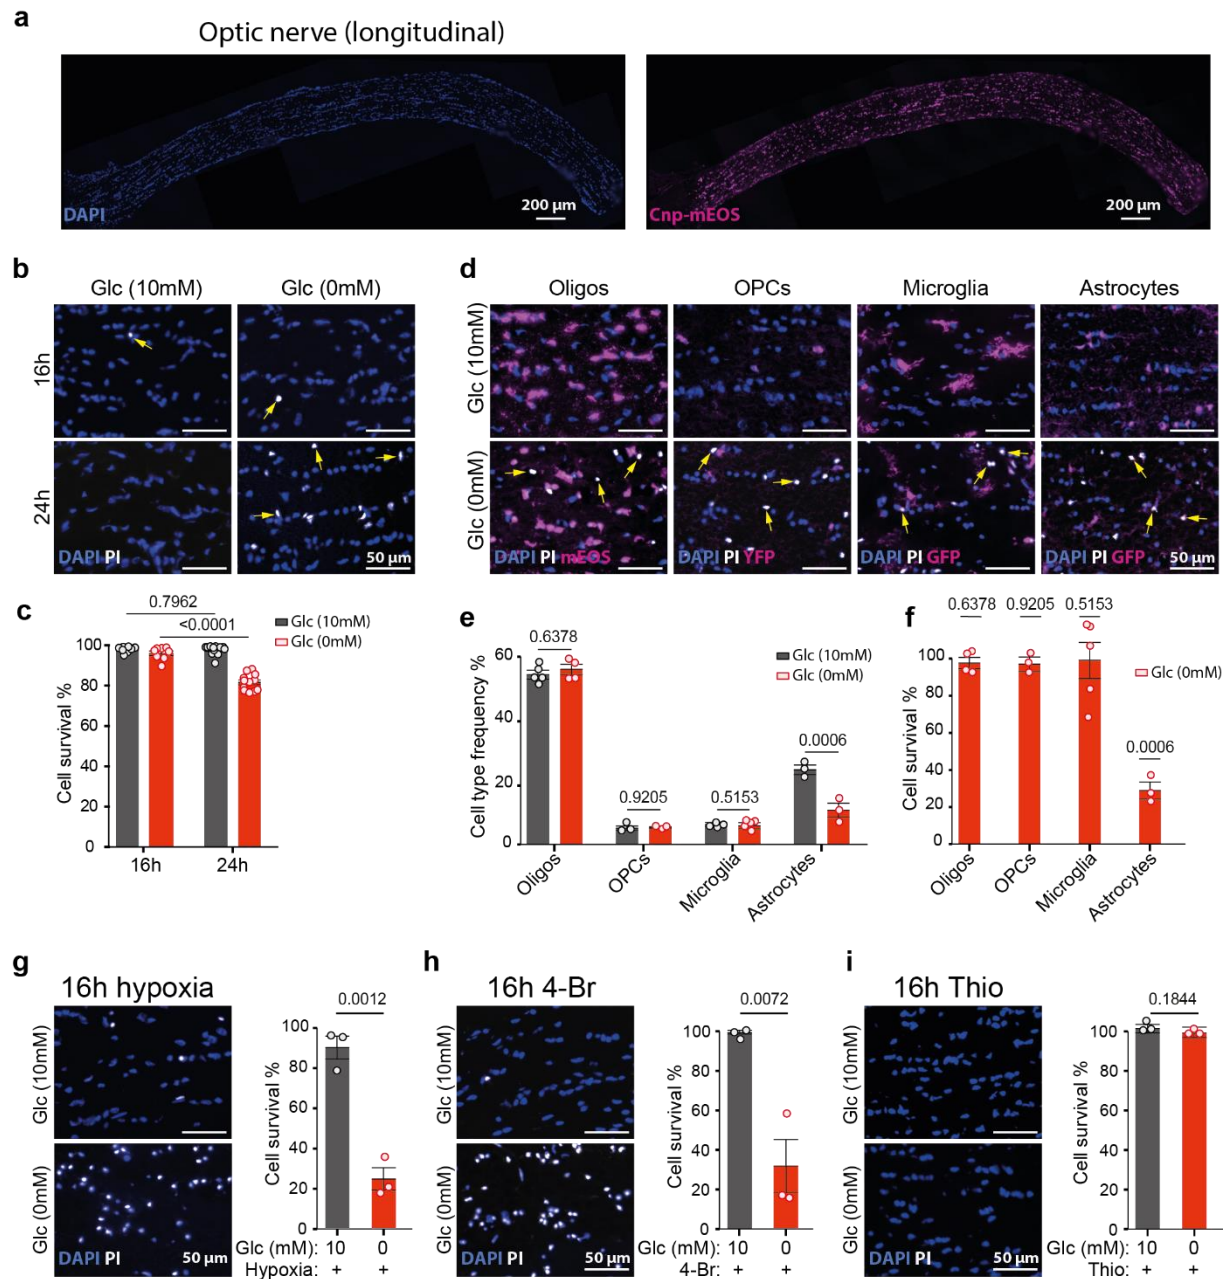 a
Optic nerve (longitudinal)
DAPI
200 µm
Cnp-mEOS
200 µm
b
Glc (10mM)
Glc (0mM)
16h
24h
DAPI PI
50 µm
c
0.7962
<0.0001
Glc (10mM)
Glc (0mM)
Cell survival %
100
80
60
40
20
0
16h
24h
d
Oligos
OPCs
Microglia
Astrocytes
Glc (10mM)
Glc (0mM)
DAPI PI mEOS
DAPI PI YFP
DAPI PI GFP
DAPI PI GFP
50 µm
e
0.6378
Glc (10mM)
Glc (0mM)
Cell type frequency %
60
40
20
0
0.9205
0.5153
0.0006
Oligos
OPCs
Microglia
Astrocytes
f
0.6378
0.9205
0.5153
Glc (0mM)
Cell survival %
100
80
60
40
20
0
0.0006
Oligos
OPCs
Microglia
Astrocytes
g
16h hypoxia
Glc (10mM)
Glc (0mM)
DAPI PI
50 µm
0.0012
Cell survival %
100
80
60
40
20
0
Glc (mM): 10 0
Hypoxia: + +
h
16h 4-Br
Glc (10mM)
Glc (0mM)
DAPI PI
50 µm
0.0072
Cell survival %
100
80
60
40
20
0
Glc (mM): 10 0
4-Br: + +
i
16h Thio
Glc (10mM)
Glc (0mM)
DAPI PI
50 µm
0.1844
Cell survival %
100
80
60
40
20
0
Glc (mM): 10 0
Thio: + +